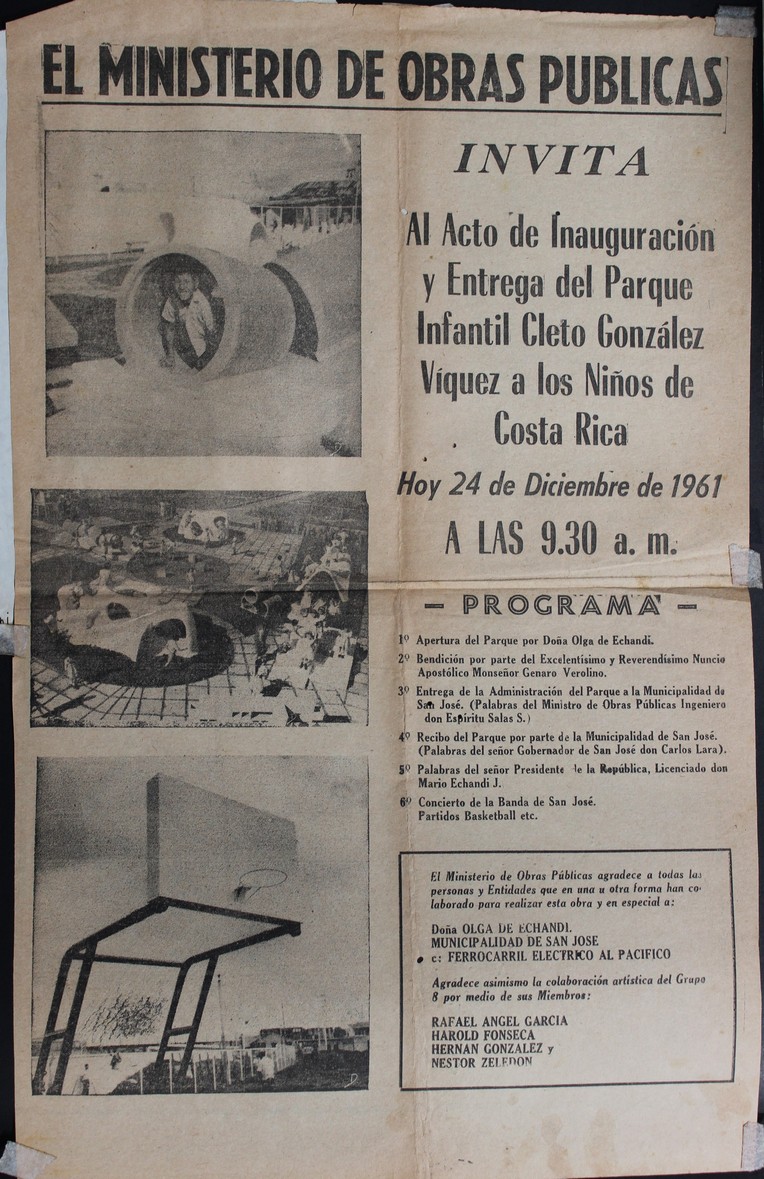 EL MINISTERIO DE OBRAS PUBLICAS
INVITA
Al Acto de Inauguración
y Entrega del Parque
Infantil Cleto González
Víquez a los Niños de
Costa Rica
Hoy 24 de Diciembre de 1961
A LAS 9.30 a. m.
— PROGRAMA —
1º Apertura del Parque por Doña Olga de Echandi.
2º Bendición por parte del Excelentísimo y Reverendísimo Nuncio
Apostólico Monseñor Genaro Verolino.
3º Entrega de la Administración del Parque a la Municipalidad de
San José. (Palabras del Ministro de Obras Públicas Ingeniero
don Espíritu Salas S.)
4º Recibo del Parque por parte de la Municipalidad de San José.
(Palabras del señor Gobernador de San José don Carlos Lara).
5º Palabras del señor Presidente de la República, Licenciado don
Mario Echandi J.
6º Concierto de la Banda de San José.
Partidos Basketball etc.
El Ministerio de Obras Públicas agradece a todas las
personas y Entidades que en una u otra forma han co-
laborado para realizar esta obra y en especial a:
Doña OLGA DE ECHANDI.
MUNICIPALIDAD DE SAN JOSE
c: FERROCARRIL ELECTRICO AL PACIFICO
Agradece asimismo la colaboración artística del Grupo
8 por medio de sus Miembros:
RAFAEL ANGEL GARCIA
HAROLD FONSECA
HERNAN GONZALEZ y
NESTOR ZELEDON